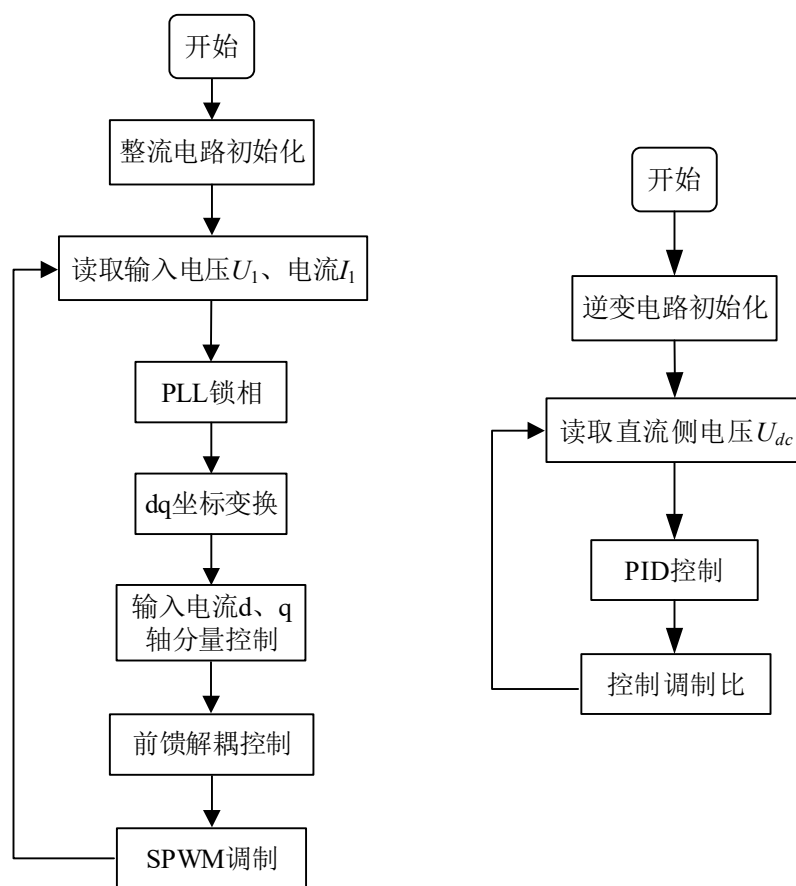 开始
整流电路初始化
读取输入电压U₁、电流I₁
PLL锁相
dq坐标变换
输入电流d、q
轴分量控制
前馈解耦控制
SPWM调制
开始
逆变电路初始化
读取直流侧电压U_dc
PID控制
控制调制比